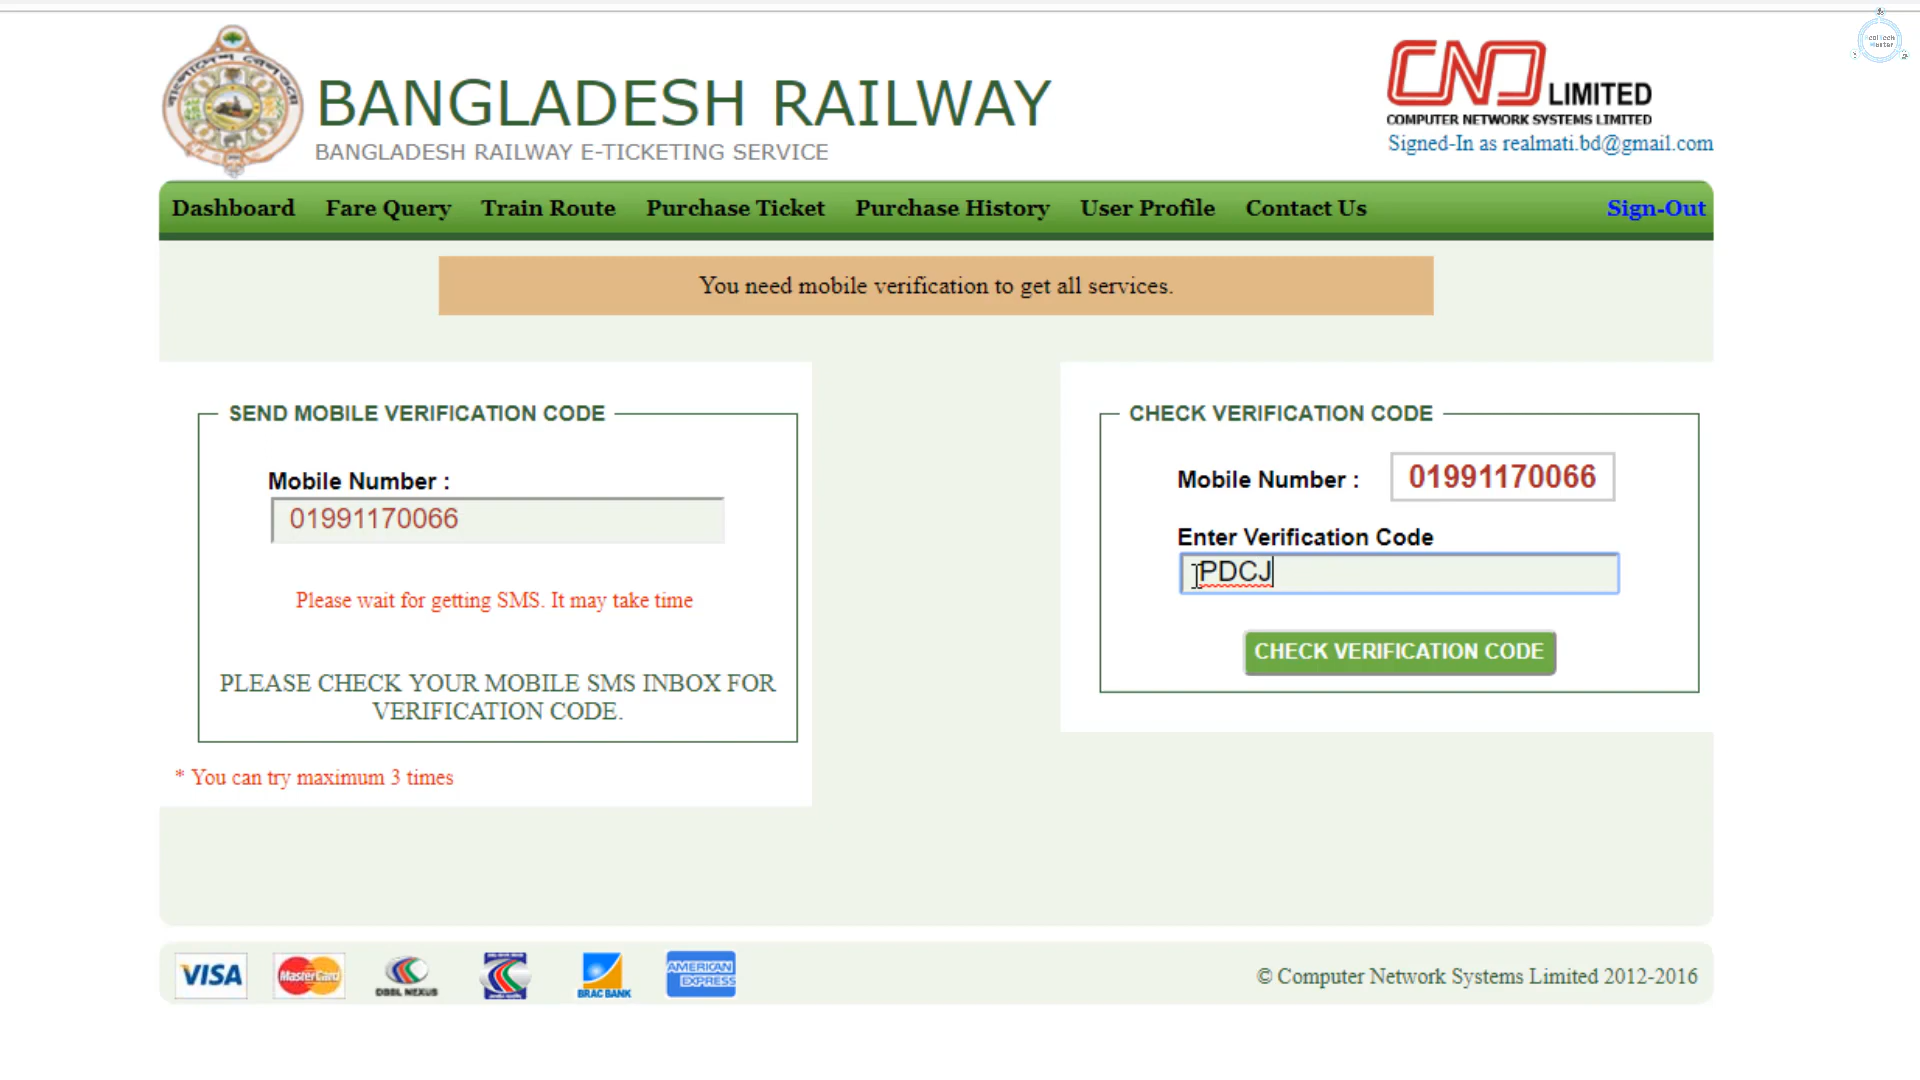 BANGLADESH RAILWAY
BANGLADESH RAILWAY E-TICKETING SERVICE
LIMITED
COMPUTER NETWORK SYSTEMS LIMITED
Signed-In as realmati.bd@gmail.com
Dashboard Fare Query Train Route Purchase Ticket Purchase History User Profile Contact Us Sign-Out
You need mobile verification to get all services.
SEND MOBILE VERIFICATION CODE
Mobile Number :
01991170066
Please wait for getting SMS. It may take time
PLEASE CHECK YOUR MOBILE SMS INBOX FOR
VERIFICATION CODE.
* You can try maximum 3 times
CHECK VERIFICATION CODE
Mobile Number : 01991170066
Enter Verification Code
PDCJ
CHECK VERIFICATION CODE
VISA MasterCard DBBL NEXUS BRAC BANK AMERICAN EXPRESS
© Computer Network Systems Limited 2012-2016